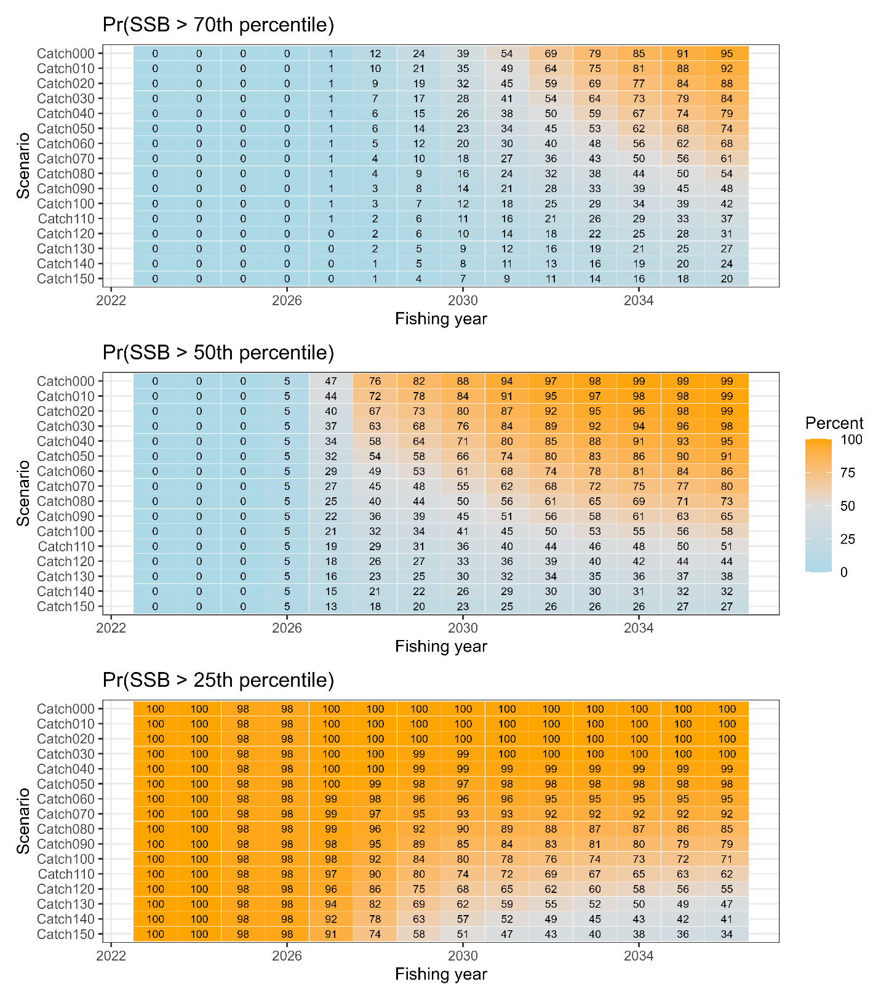 Pr(SSB > 70th percentile)
Scenario
Catch000 0 0 0 0 1 12 24 39 54 69 79 85 91 95
Catch010 0 0 0 0 1 10 21 35 49 64 75 81 88 92
Catch020 0 0 0 0 1 9 19 32 45 59 69 77 84 88
Catch030 0 0 0 0 1 7 17 28 41 54 64 73 79 84
Catch040 0 0 0 0 1 6 15 26 38 50 59 67 74 79
Catch050 0 0 0 0 1 6 14 23 34 45 53 62 68 74
Catch060 0 0 0 0 1 5 12 20 30 40 48 56 62 68
Catch070 0 0 0 0 1 4 10 18 27 36 43 50 56 61
Catch080 0 0 0 0 1 4 9 16 24 32 38 44 50 54
Catch090 0 0 0 0 1 3 8 14 21 28 33 39 45 48
Catch100 0 0 0 0 1 3 7 12 18 25 29 34 39 42
Catch110 0 0 0 0 1 2 6 11 16 21 26 29 33 37
Catch120 0 0 0 0 0 2 6 10 14 18 22 25 28 31
Catch130 0 0 0 0 0 2 5 9 12 16 19 21 25 27
Catch140 0 0 0 0 0 1 5 8 11 13 16 19 20 24
Catch150 0 0 0 0 0 1 4 7 9 11 14 16 18 20
2022 2026 2030 2034
Fishing year
Pr(SSB > 50th percentile)
Scenario
Catch000 0 0 0 5 47 76 82 88 94 97 98 99 99 99
Catch010 0 0 0 5 44 72 78 84 91 95 97 98 98 99
Catch020 0 0 0 5 40 67 73 80 87 92 95 96 98 99
Catch030 0 0 0 5 37 63 68 76 84 89 92 94 96 98
Catch040 0 0 0 5 34 58 64 71 80 85 88 91 93 95
Catch050 0 0 0 5 32 54 58 66 74 80 83 86 90 91
Catch060 0 0 0 5 29 49 53 61 68 74 78 81 84 86
Catch070 0 0 0 5 27 45 48 55 62 68 72 75 77 80
Catch080 0 0 0 5 25 40 44 50 56 61 65 69 71 73
Catch090 0 0 0 5 22 36 39 45 51 56 58 61 63 65
Catch100 0 0 0 5 21 32 34 41 45 50 53 55 56 58
Catch110 0 0 0 5 19 29 31 36 40 44 46 48 50 51
Catch120 0 0 0 5 18 26 27 33 36 39 40 42 44 44
Catch130 0 0 0 5 16 23 25 30 32 34 35 36 37 38
Catch140 0 0 0 5 15 21 22 26 29 30 30 31 32 32
Catch150 0 0 0 5 13 18 20 23 25 26 26 26 27 27
2022 2026 2030 2034
Fishing year
Percent
100
75
50
25
0
Pr(SSB > 25th percentile)
Scenario
Catch000 100 100 98 98 100 100 100 100 100 100 100 100 100 100
Catch010 100 100 98 98 100 100 100 100 100 100 100 100 100 100
Catch020 100 100 98 98 100 100 100 100 100 100 100 100 100 100
Catch030 100 100 98 98 100 100 99 99 100 100 100 100 100 100
Catch040 100 100 98 98 100 100 99 99 99 99 99 99 99 99
Catch050 100 100 98 98 100 99 98 97 98 98 98 98 98 98
Catch060 100 100 98 98 99 98 96 96 96 95 95 95 95 95
Catch070 100 100 98 98 99 97 95 93 93 92 92 92 92 92
Catch080 100 100 98 98 99 96 92 90 89 88 87 87 86 85
Catch090 100 100 98 98 98 95 89 85 84 83 81 80 79 79
Catch100 100 100 98 98 98 92 84 80 78 76 74 73 72 71
Catch110 100 100 98 98 97 90 80 74 72 69 67 65 63 62
Catch120 100 100 98 98 96 86 75 68 65 62 60 58 56 55
Catch130 100 100 98 98 94 82 69 62 59 55 52 50 49 47
Catch140 100 100 98 98 92 78 63 57 52 49 45 43 42 41
Catch150 100 100 98 98 91 74 58 51 47 43 40 38 36 34
2022 2026 2030 2034
Fishing year